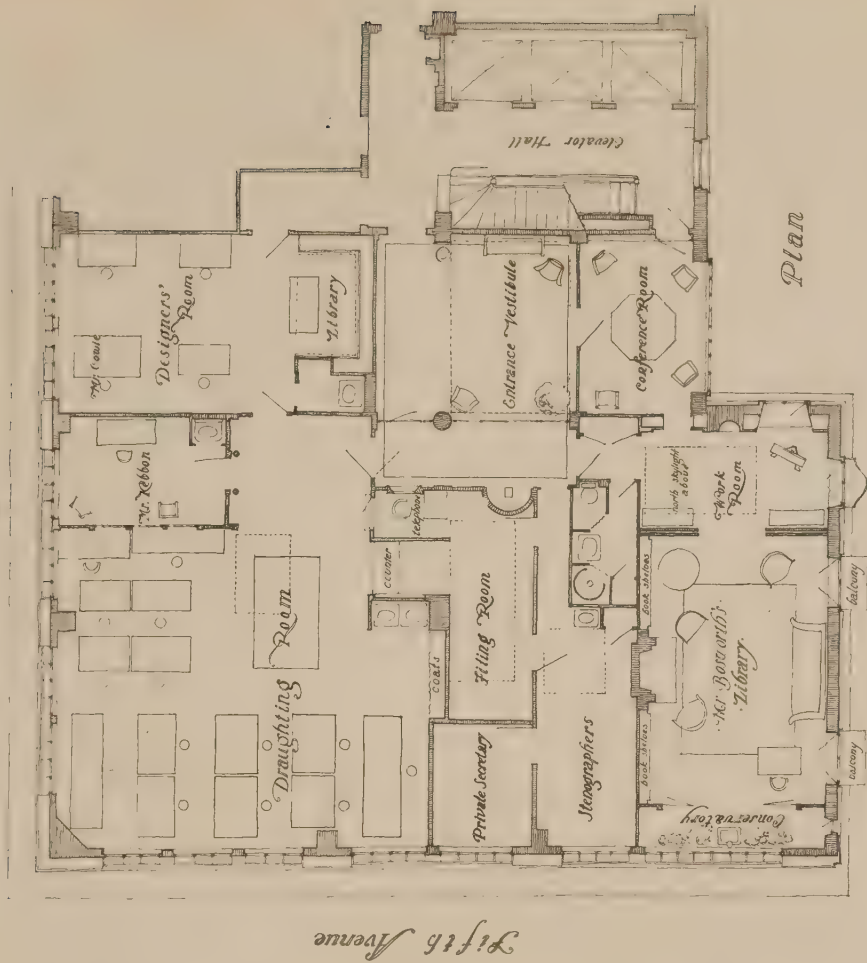 Elevator Hall
Mr. Cowle
Designers'
Room
Library
Entrance Vestibule
Conference Room
Plan
Mr. Kebbon
telephone
counter
north skylight
above
Work
Room
Draughting
Room
coats
Filing Room
book shelves
balcony
Private Secretary
Stenographers
book shelves
Mr. Bosworth's
Library.
balcony
Conservatory
Fifth Avenue